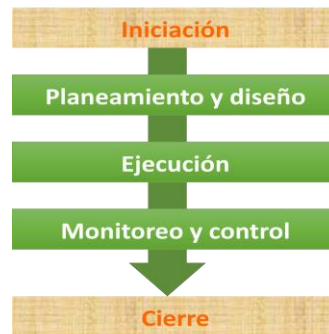 Iniciación
Planeamiento y diseño
Ejecución
Monitoreo y control
Cierre